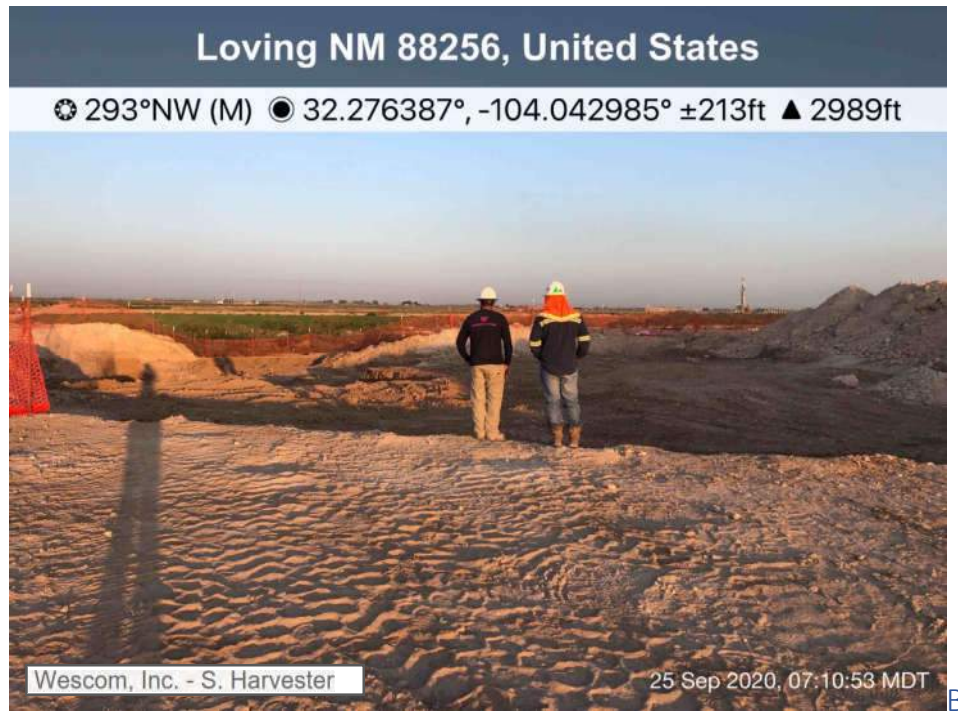 Loving NM 88256, United States
293°NW (M) 32.276387°, -104.042985° ±213ft ▲ 2989ft
Wescom, Inc. - S. Harvester
25 Sep 2020, 07:10:53 MDT